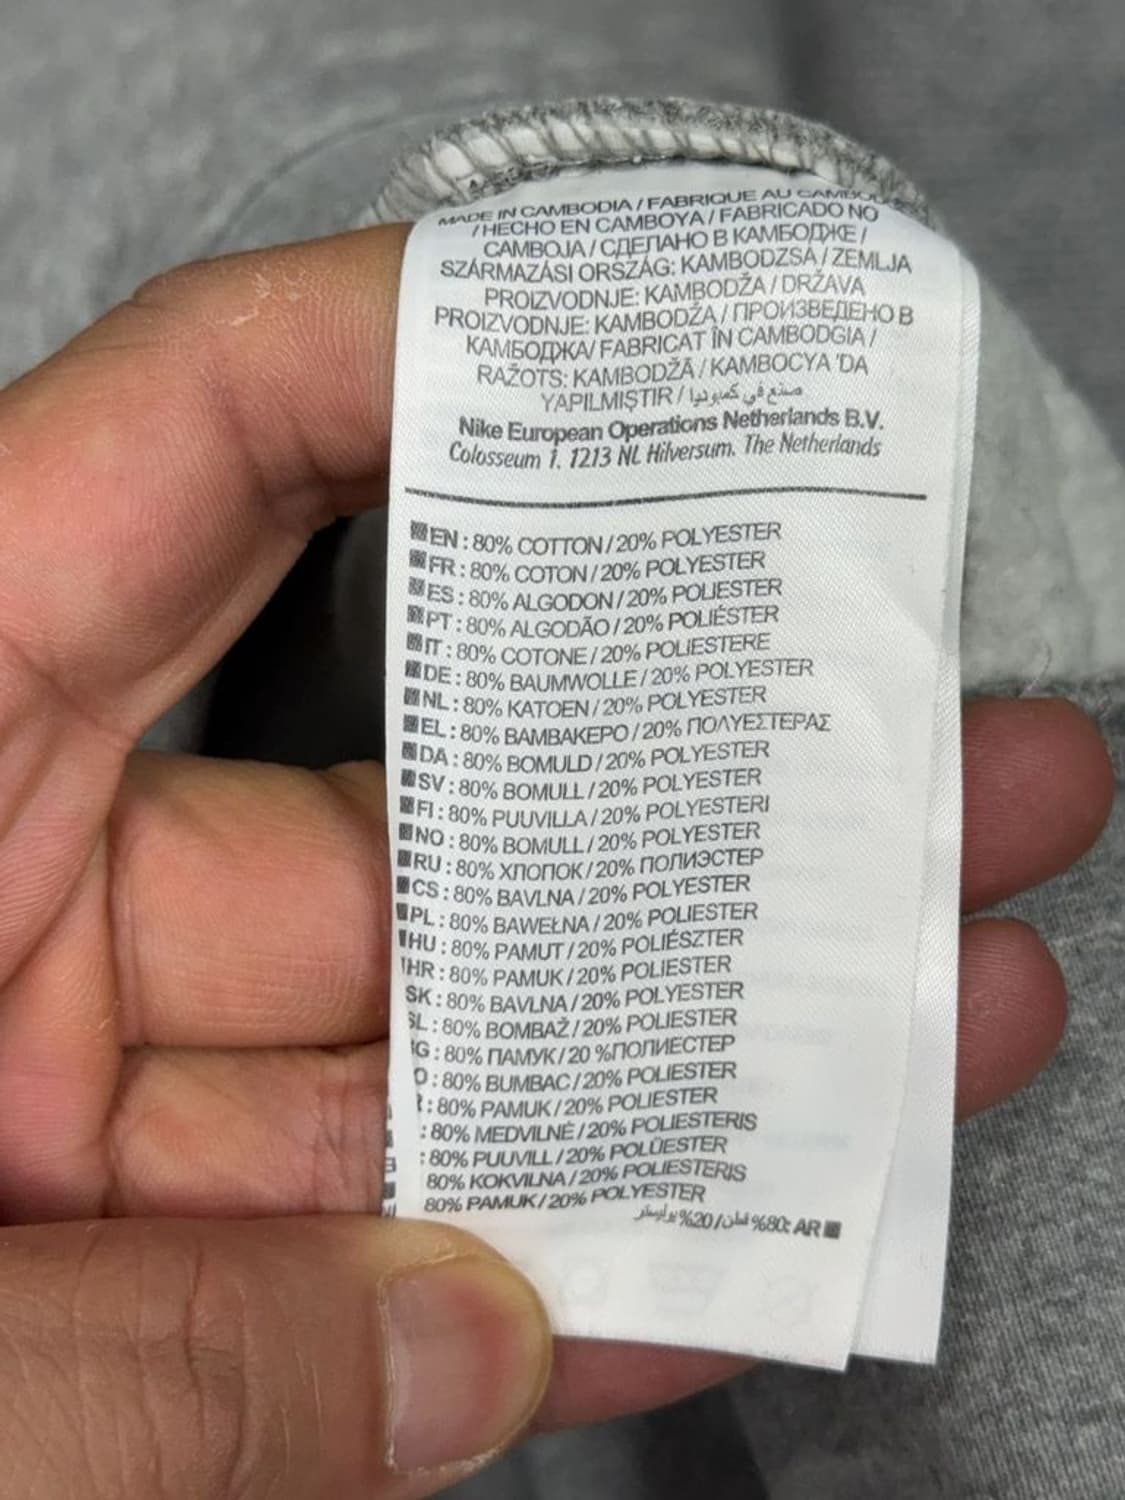 MADE IN CAMBODIA / FABRIQUE AU
/ HECHO EN CAMBOYA / FABRICADO NO
CAMBOJA / СДЕЛАНО В КАМБОДЖЕ /
SZÁRMAZÁSI ORSZÁG: KAMBODZSA / ZEMLJA
PROIZVODNJE: KAMBODŽA / DRŽAVA
PROIZVODNJE: KAMBODŽA / ПРОИЗВЕДЕНО В
КАМБОДЖА/ FABRICAT ÎN CAMBODGIA /
RAŽOTS: KAMBODŽĀ / KAMBOÇYA 'DA
YAPILMIŞTIR / صنع في كمبوديا
Nike European Operations Netherlands B.V.
Colosseum 1. 1213 NL Hilversum. The Netherlands
EN : 80% COTTON / 20% POLYESTER
FR : 80% COTON / 20% POLYESTER
ES : 80% ALGODON / 20% POLIESTER
PT : 80% ALGODÃO / 20% POLIÉSTER
IT : 80% COTONE / 20% POLIESTERE
DE : 80% BAUMWOLLE / 20% POLYESTER
NL : 80% KATOEN / 20% POLYESTER
EL : 80% ΒΑΜΒΑΚΕΡΟ / 20% ΠΟΛΥΕΣΤΕΡΑΣ
DA : 80% BOMULD / 20% POLYESTER
SV : 80% BOMULL / 20% POLYESTER
FI : 80% PUUVILLA / 20% POLYESTERI
NO : 80% BOMULL / 20% POLYESTER
RU : 80% ХЛОПОК / 20% ПОЛИЭСТЕР
CS : 80% BAVLNA / 20% POLYESTER
PL : 80% BAWEŁNA / 20% POLIESTER
HU : 80% PAMUT / 20% POLIÉSZTER
HR : 80% PAMUK / 20% POLIESTER
SK : 80% BAVLNA / 20% POLYESTER
SL : 80% BOMBAŽ / 20% POLIESTER
G : 80% ПАМУК / 20 %ПОЛИЕСТЕР
O : 80% BUMBAC / 20% POLIESTER
: 80% PAMUK / 20% POLIESTER
: 80% MEDVILNĖ / 20% POLIESTERIS
: 80% PUUVILL / 20% POLÜESTER
80% KOKVILNA / 20% POLIESTERIS
80% PAMUK / 20% POLYESTER
AR :80% قطن / 20% بوليستر